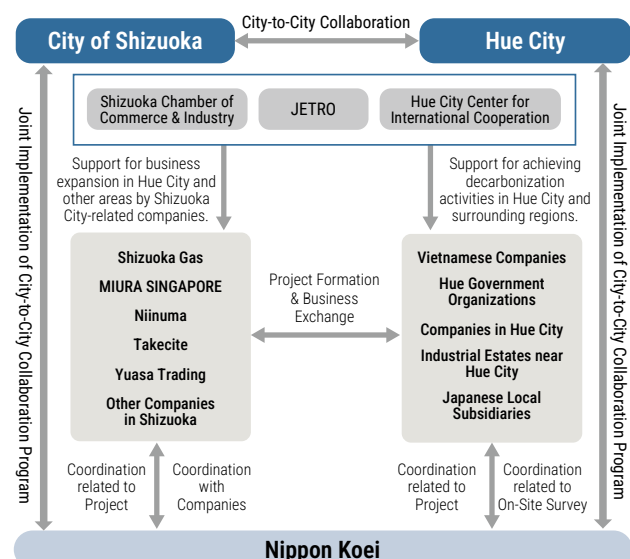 City-to-City Collaboration
City of Shizuoka
Hue City
Joint Implementation of City-to-City Collaboration Program
Shizuoka Chamber of
Commerce & Industry
JETRO
Hue City Center for
International Cooperation
Joint Implementation of City-to-City Collaboration Program
Support for business
expansion in Hue City and
other areas by Shizuoka
City-related companies.
Support for achieving
decarbonization
activities in Hue City and
surrounding regions.
Shizuoka Gas
MIURA SINGAPORE
Niinuma
Takecite
Yuasa Trading
Other Companies
in Shizuoka
Project Formation
& Business
Exchange
Vietnamese Companies
Hue Government
Organizations
Companies in Hue City
Industrial Estates near
Hue City
Japanese Local
Subsidiaries
Coordination
related to
Project
Coordination
with
Companies
Coordination
related to
Project
Coordination
related to
On-Site Survey
Nippon Koei